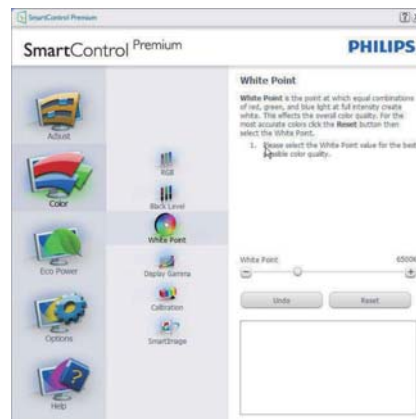 SmartControl Premium
SmartControl Premium
PHILIPS
Adjust
Color
Eco Power
Options
Help
RGB
Black Level
White Point
Display Gamma
Calibration
SmartImage
White Point
White Point is the point at which equal combinations
of red, green, and blue light at full intensity create
white. This effects the overall color quality. For the
most accurate colors click the Reset button then
select the White Point.
1. Please select the White Point value for the best
possible color quality.
White Point
6500K
Undo
Reset